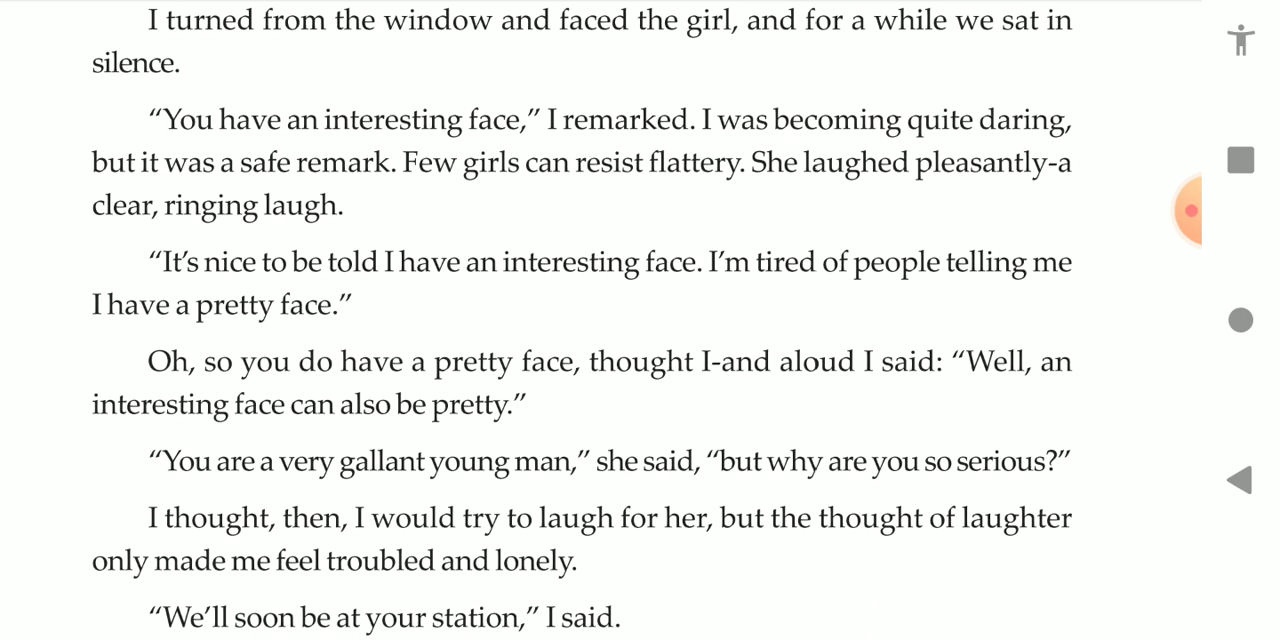 I turned from the window and faced the girl, and for a while we sat in
silence.
“You have an interesting face,” I remarked. I was becoming quite daring,
but it was a safe remark. Few girls can resist flattery. She laughed pleasantly-a
clear, ringing laugh.
“It’s nice to be told I have an interesting face. I’m tired of people telling me
I have a pretty face.”
Oh, so you do have a pretty face, thought I-and aloud I said: “Well, an
interesting face can also be pretty.”
“You are a very gallant young man,” she said, “but why are you so serious?”
I thought, then, I would try to laugh for her, but the thought of laughter
only made me feel troubled and lonely.
“We’ll soon be at your station,” I said.